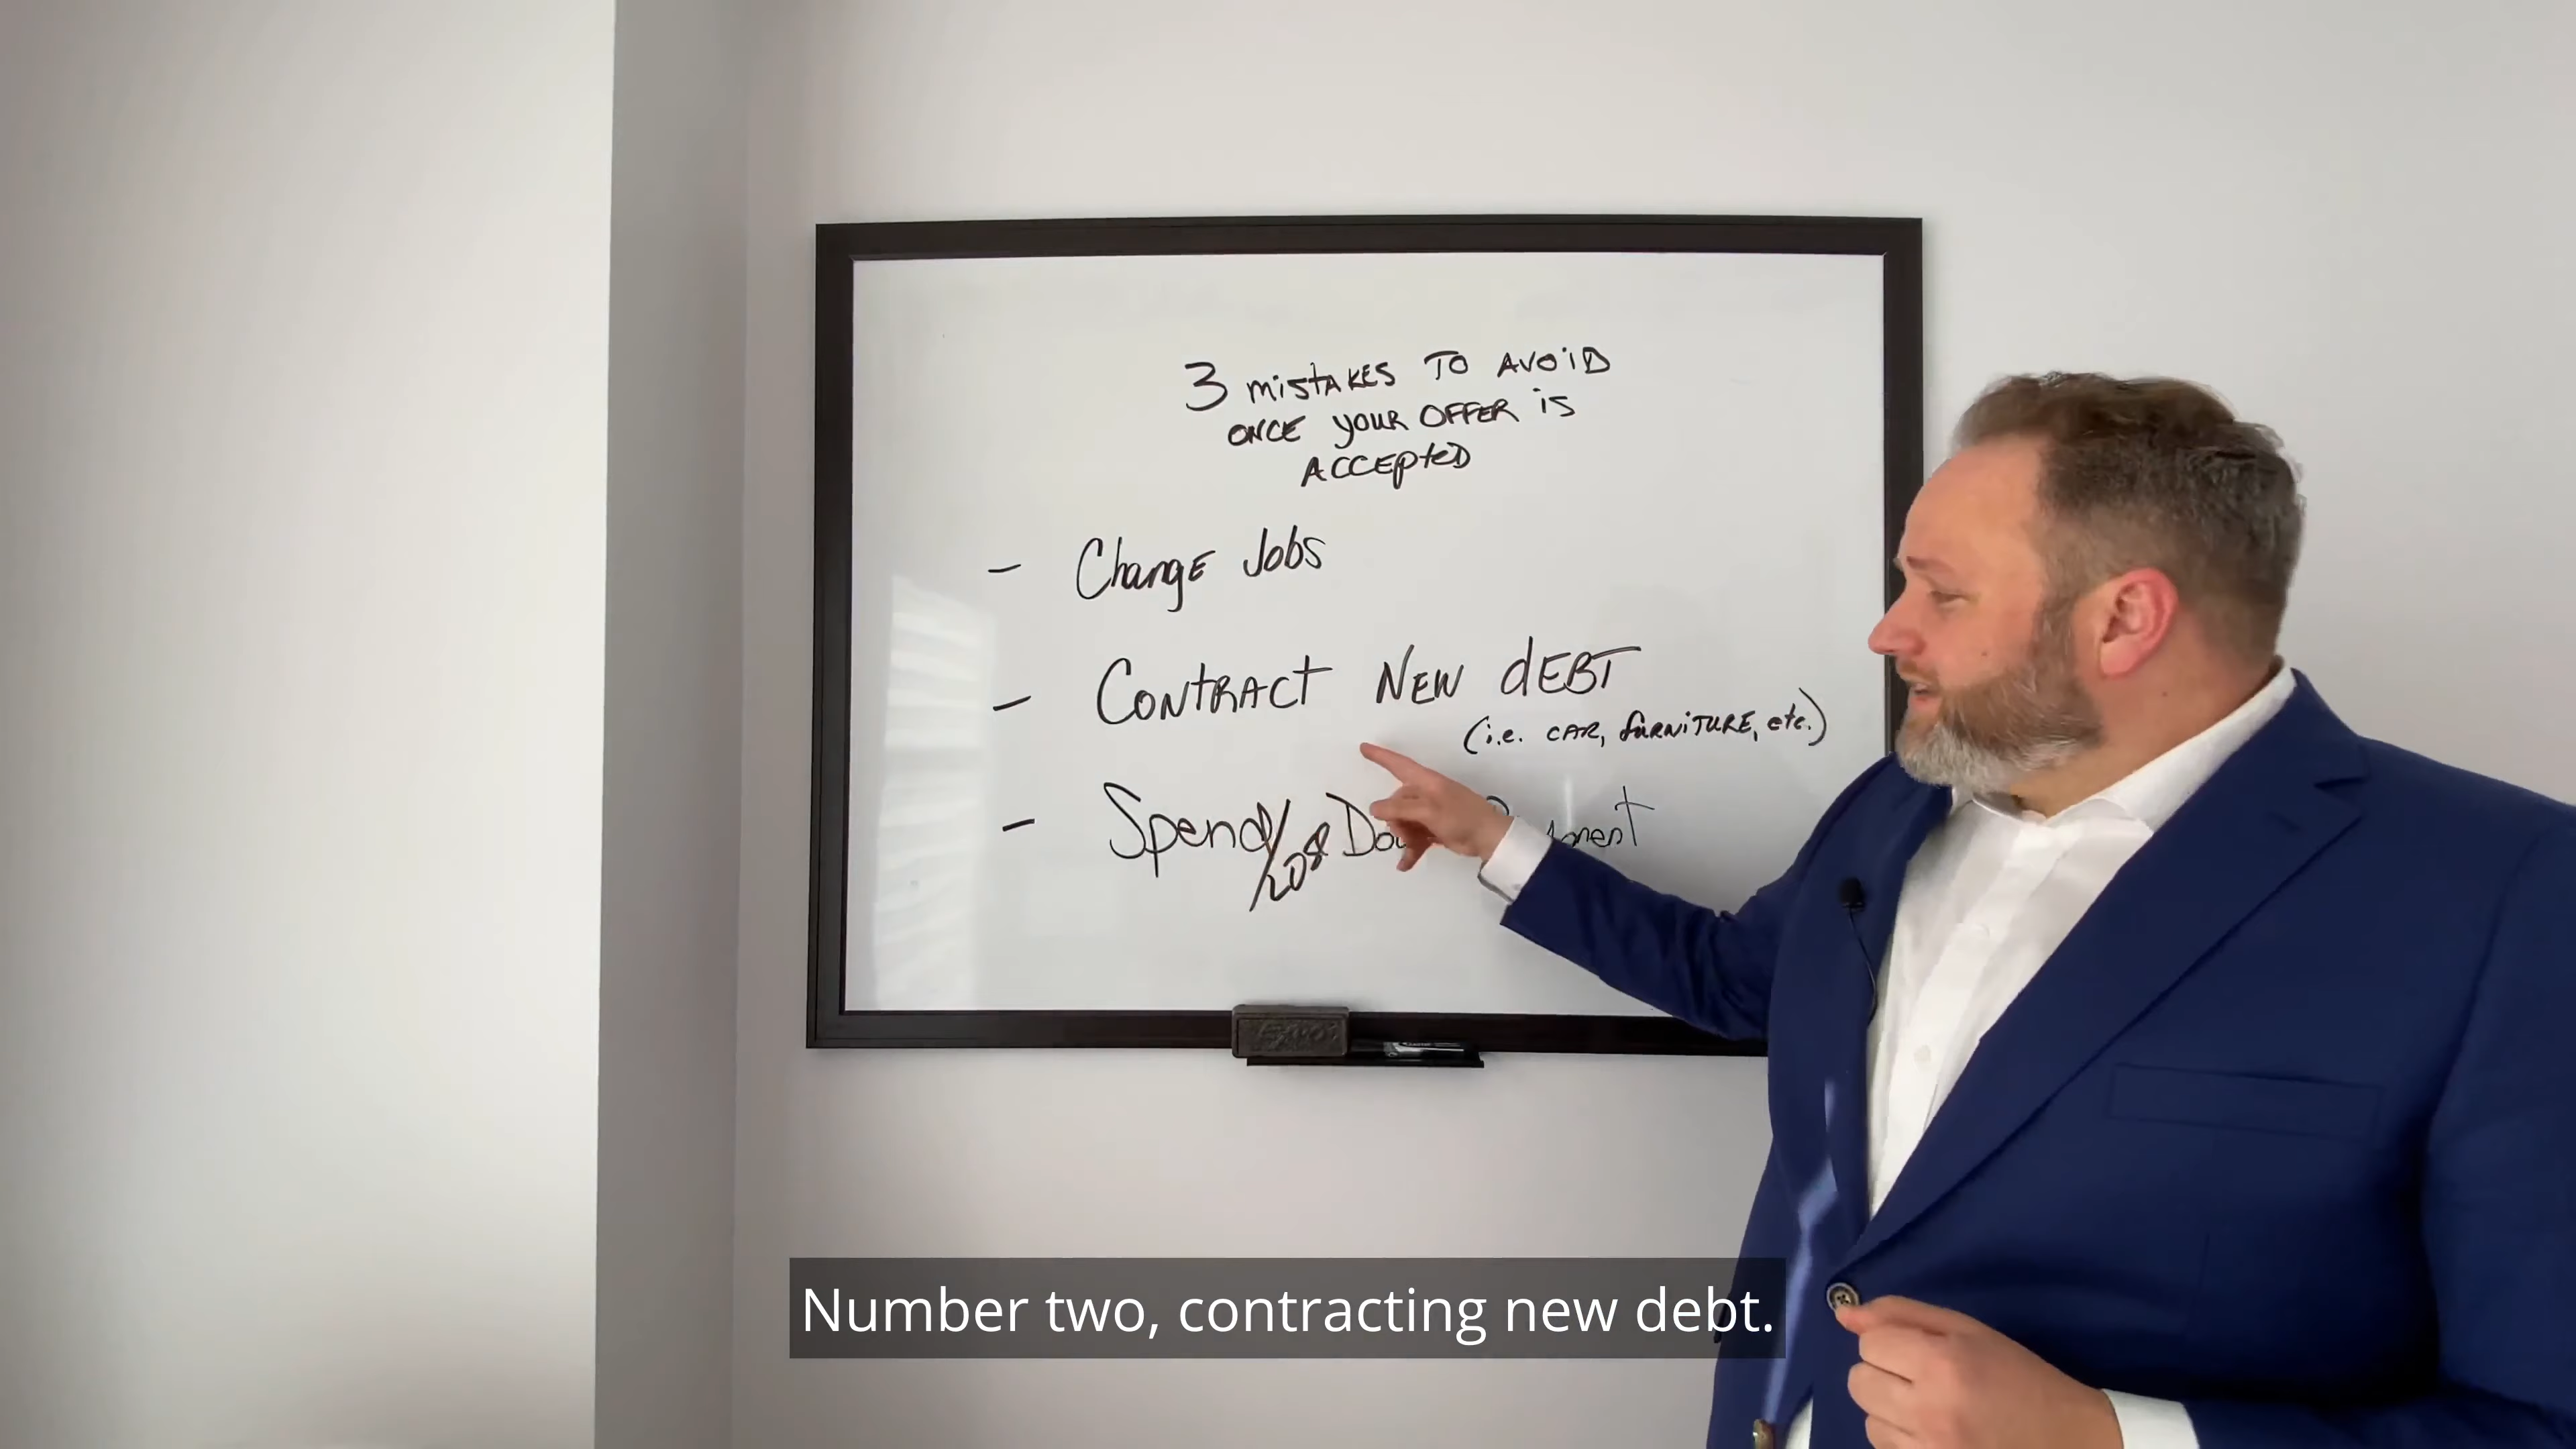 3 MiSTAKES TO AVOiD
ONCE YOUR OFFER iS
ACCEPTED
- Change Jobs
- CONTRACT NEW dEBT
(i.e. CAR, furNiTURE, etc.)
- Spend/
Number two, contracting new debt.